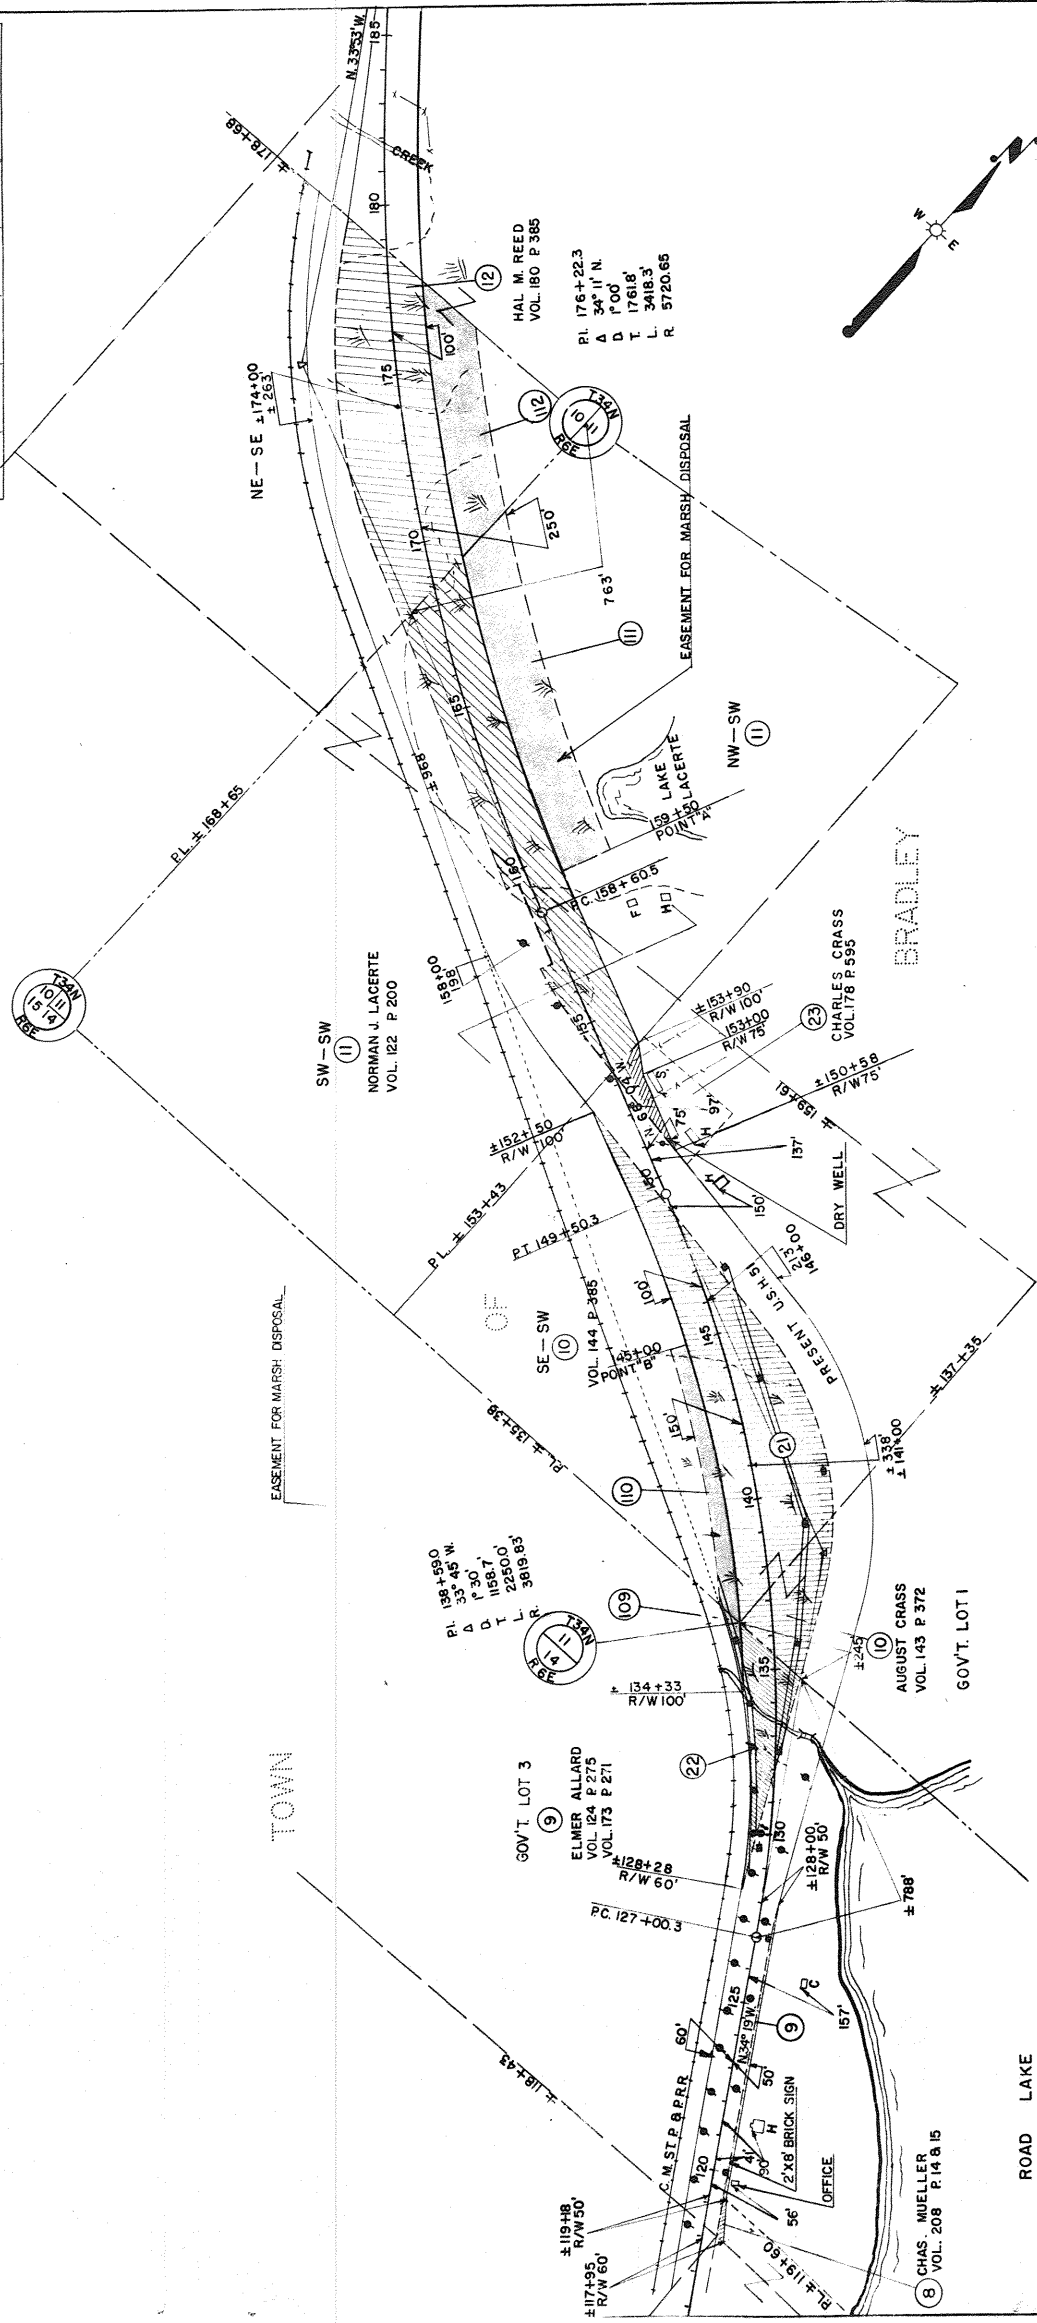 N. 33°53' W.
185
± 178+68
CREEK
180
NE—SE
± 174+00
± 263'
175
100'
12
HAL M. REED
VOL. 180 P 385
P.I. 176+22.3
Δ 34° 11' N.
D 1°00'
T. 1761.8'
L. 3418.3'
R 5720.65
W
E
N
112
T34N
10 11
R6E
170
250'
763'
111
EASEMENT FOR MARSH DISPOSAL
165
± 968'
P.L. ± 168+65
T34N
10 11
15 14
R6E
LAKE
LACERTE
NW—SW
11
159+50
POINT "A"
160
P.C. 158+60.5
F
H
SW—SW
11
NORMAN J. LACERTE
VOL. 122 P 200
158+00
198'
155
BRADLEY
±153+90
R/W 100'
153+00
R/W 75'
23
CHARLES CRASS
VOL. 178 P. 595
±150+58
R/W 75'
± 159+61
S.
75'
97'
H
137'
DRY WELL
150'
H
150
±152+50
R/W 100'
P.L. ± 153+43
P.T. 149+50.3
OF
SE—SW
10
VOL. 144 P. 385
100'
213'
146+00
145
145+00
POINT "B"
PRESENT U.S.H. 51
± 137+35
EASEMENT FOR MARSH DISPOSAL
P.L. ± 135+38
150'
21
± 338'
± 141+00
110
140
P.I. 138+59.0
Δ 33° 45' W.
D. 1°30'
T 1158.7'
L. 2250.0'
R. 3819.83'
109
T34N
11
14
R6E
± 134+33
R/W 100'
135
±245'
10
AUGUST CRASS
VOL. 143 P. 372
GOV'T. LOT 1
TOWN
GOV'T. LOT 3
9
ELMER ALLARD
VOL. 124 P 275
VOL. 173 P 271
22
±128+28
R/W 60'
130
±128+00
R/W 50'
P.C. 127+00.3
± 788'
C
157'
125
N34° 19' W.
9
60'
50'
± 118+43
C. M. ST. P. & P. R.R.
120
41'
90'
H
2'X8' BRICK SIGN
OFFICE
56'
±119+18
R/W 50'
±117+95
R/W 60'
P.L. ± 119+60
8
CHAS. MUELLER
VOL. 208 P. 14 & 15
ROAD LAKE